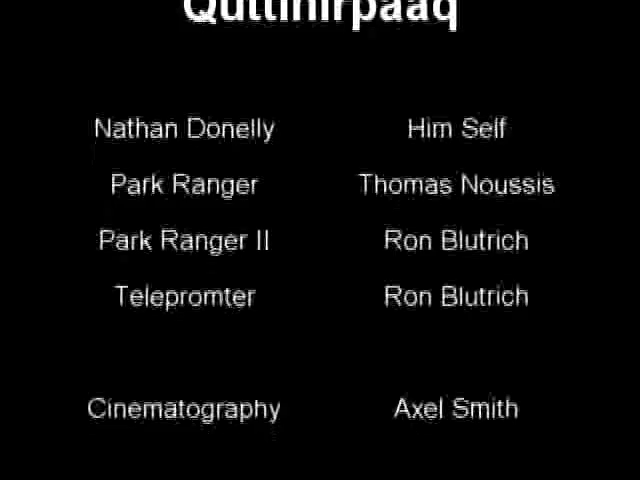 Quttinirpaaq
Nathan Donelly Him Self
Park Ranger Thomas Noussis
Park Ranger II Ron Blutrich
Telepromter Ron Blutrich
Cinematography Axel Smith